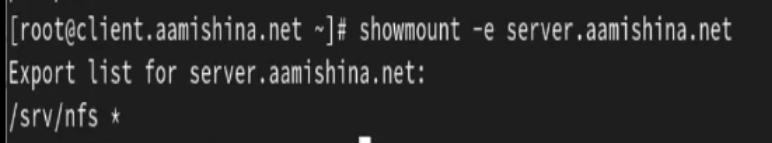 [root@client.aamishina.net ~]# showmount -e server.aamishina.net
Export list for server.aamishina.net:
/srv/nfs *